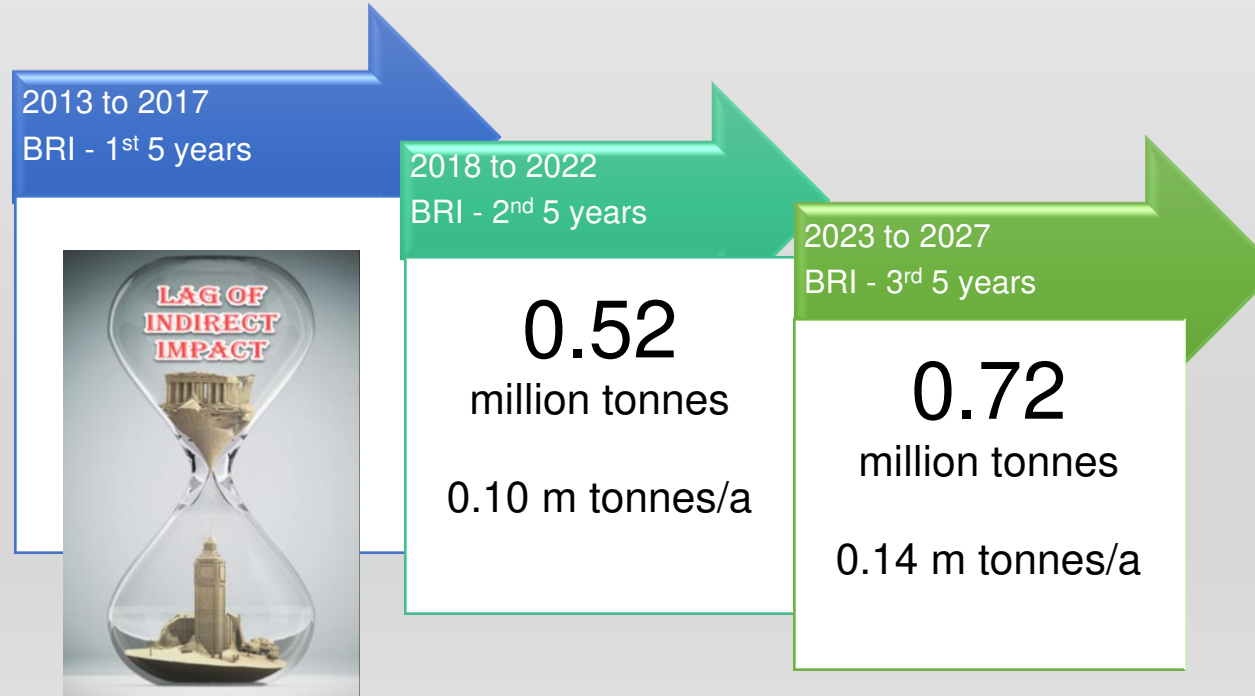 2013 to 2017
BRI - 1st 5 years
LAG OF
INDIRECT
IMPACT
2018 to 2022
BRI - 2nd 5 years
0.52
million tonnes
0.10 m tonnes/a
2023 to 2027
BRI - 3rd 5 years
0.72
million tonnes
0.14 m tonnes/a